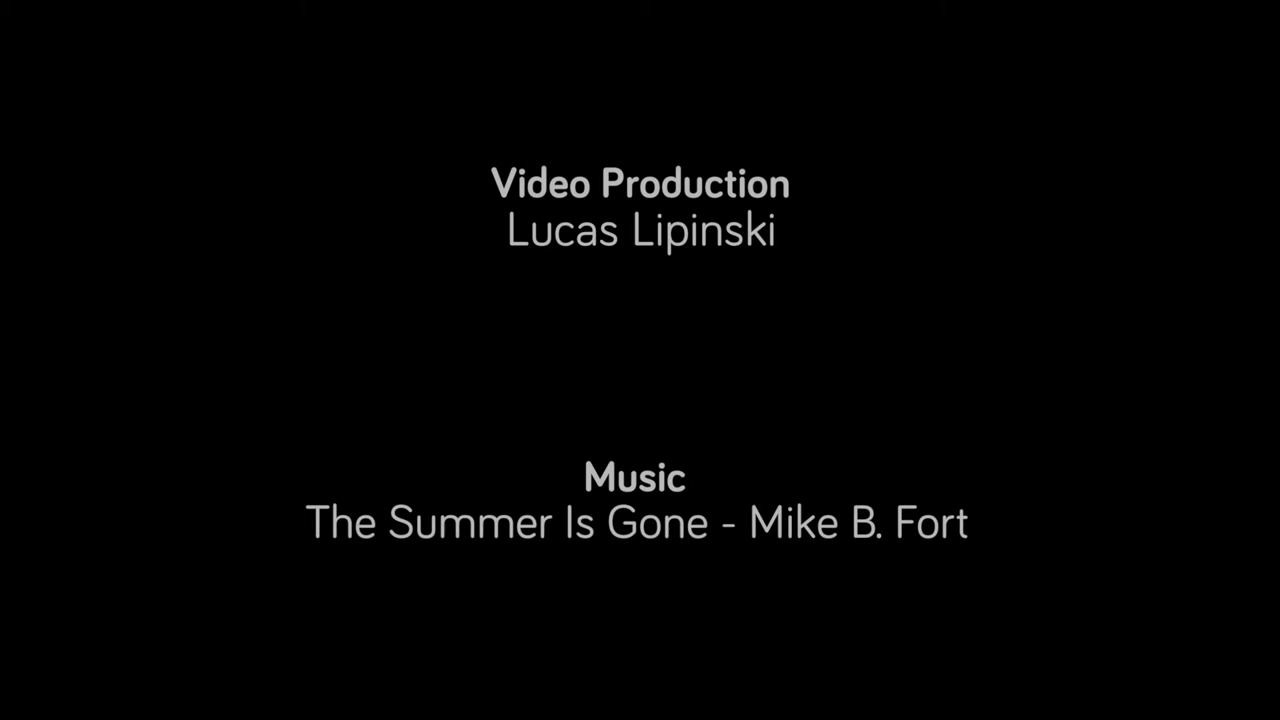 Video Production
Lucas Lipinski
Music
The Summer Is Gone - Mike B. Fort